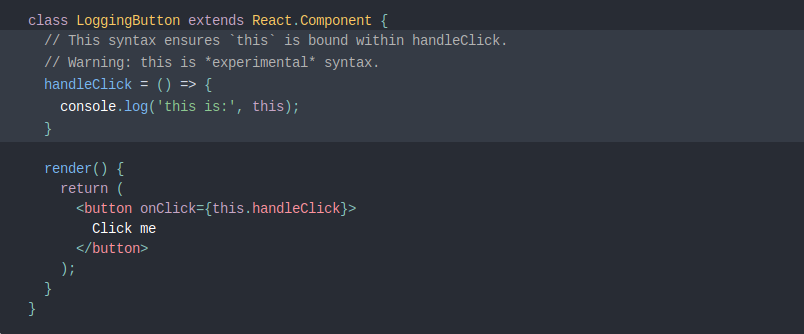 class LoggingButton extends React.Component {
  // This syntax ensures `this` is bound within handleClick.
  // Warning: this is *experimental* syntax.
  handleClick = () => {
    console.log('this is:', this);
  }

  render() {
    return (
      <button onClick={this.handleClick}>
        Click me
      </button>
    );
  }
}